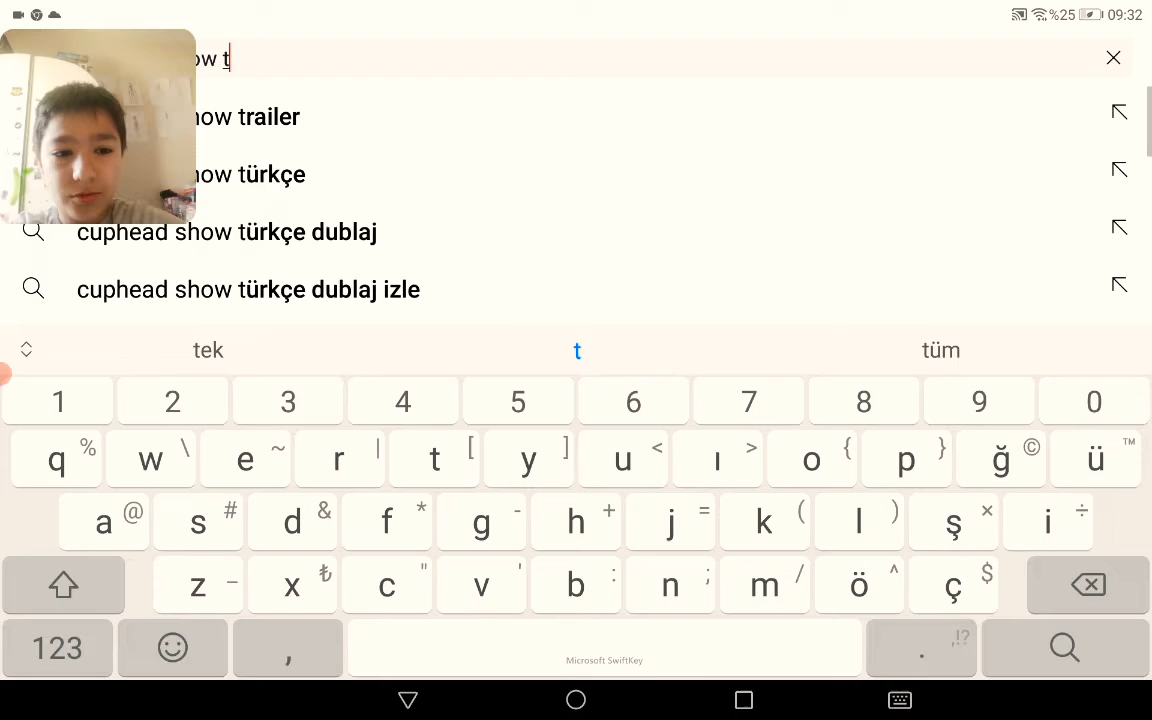 %25 09:32
ow t
how trailer
how türkçe
cuphead show türkçe dublaj
cuphead show türkçe dublaj izle
tek t tüm
1 2 3 4 5 6 7 8 9 0
q % w \ e ~ r | t [ y ] u < ı > o { p } ğ © ü ™
a @ s # d & f * g - h + j = k ( l ) ş × i ÷
z _ x ₺ c " v ' b : n ; m / ö ^ ç $
123 , Microsoft SwiftKey . ,!?